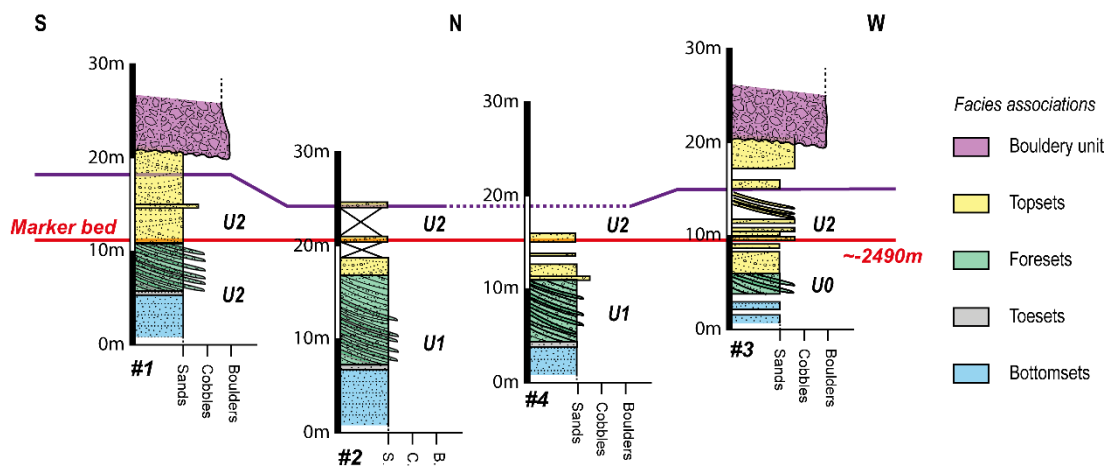 S
N
W
30m
20m
10m
0m
#1
Sands
Cobbles
Boulders
U2
U2
Marker bed
30m
20m
10m
0m
#2
S.
C.
B.
U2
U1
30m
20m
10m
0m
#4
Sands
Cobbles
Boulders
U2
U1
30m
20m
10m
0m
#3
Sands
Cobbles
Boulders
U2
U0
~-2490m
Facies associations
Bouldery unit
Topsets
Foresets
Toesets
Bottomsets